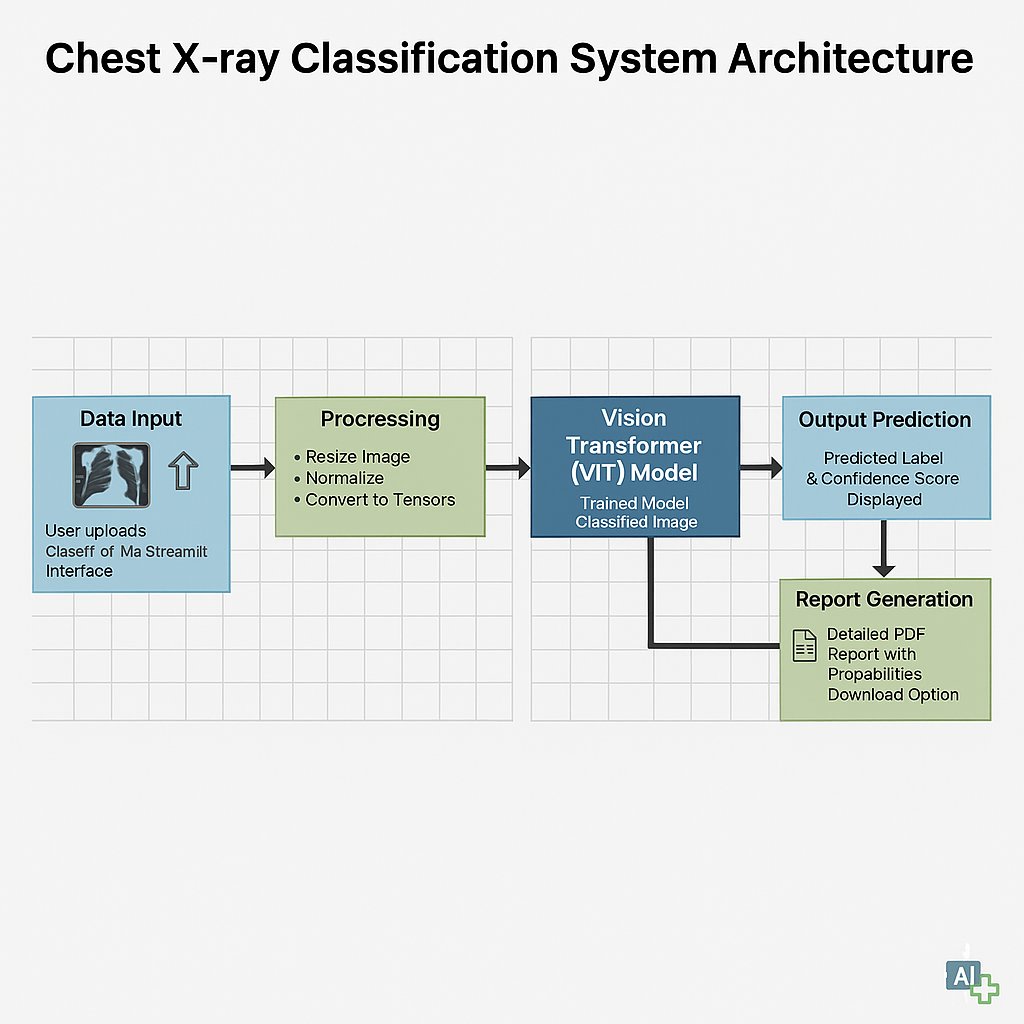 Chest X-ray Classification System Architecture
Data Input
User uploads
Claseff of Ma Streamilt
Interface
Procressing
• Resize Image
• Normalize
• Convert to Tensors
Vision
Transformer
(VIT) Model
Trained Model
Classified Image
Output Prediction
Predicted Label
& Confidence Score
Displayed
Report Generation
Detailed PDF
Report with
Propabilities
Download Option
AI